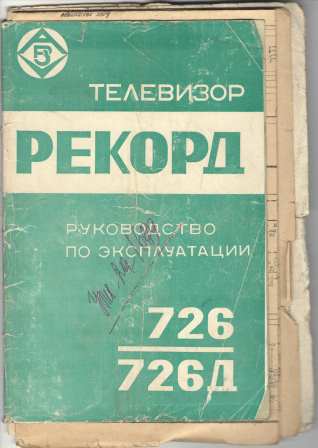 ТЕЛЕВИЗОР
РЕКОРД
РУКОВОДСТВО
ПО ЭКСПЛУАТАЦИИ
726
726Д